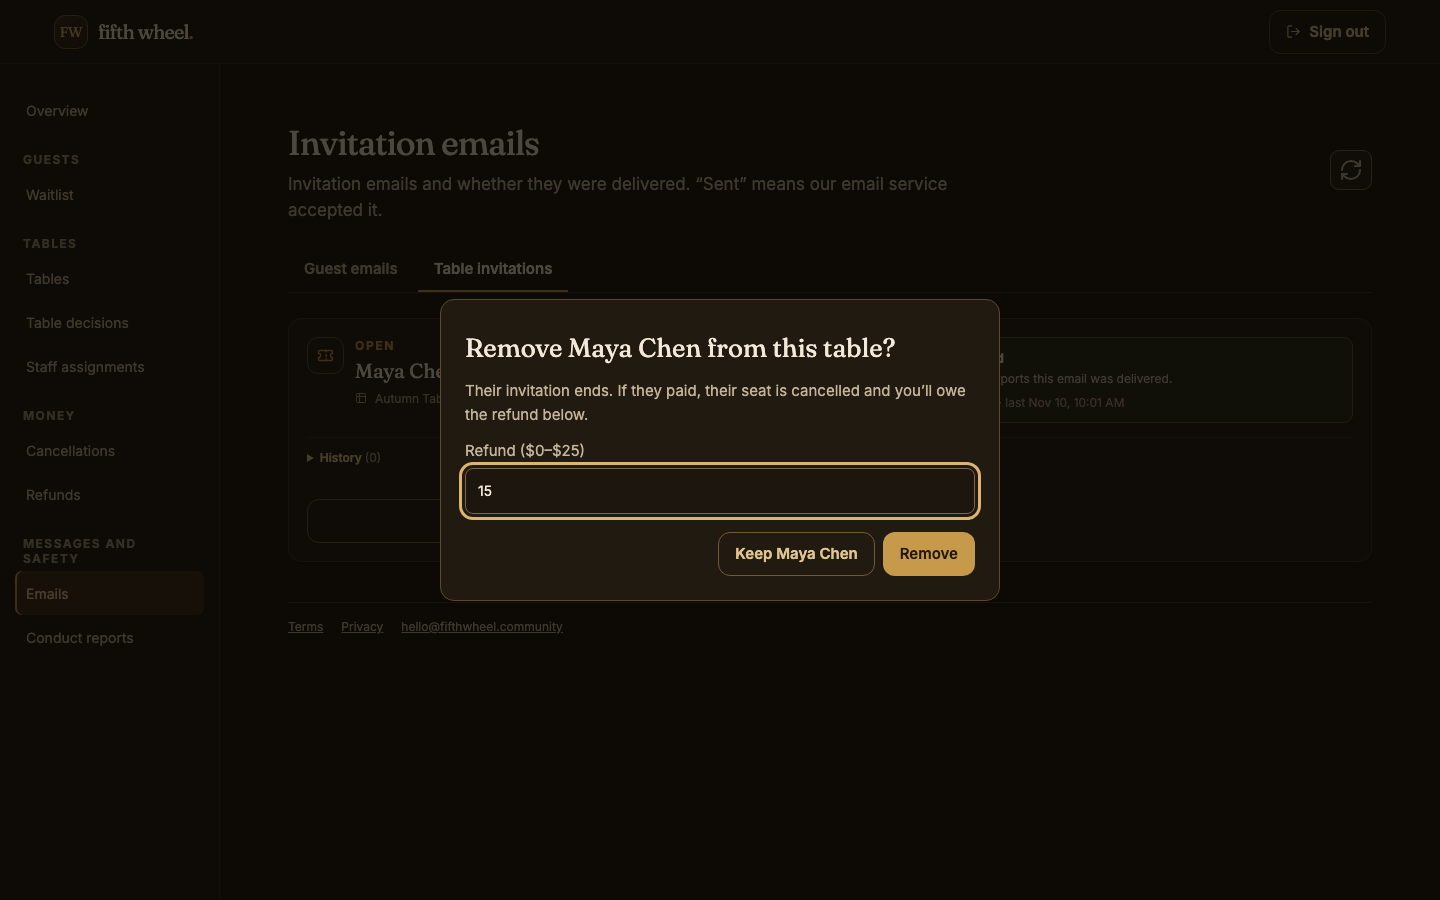 FW fifth wheel.
Sign out
Overview
GUESTS
Waitlist
TABLES
Tables
Table decisions
Staff assignments
MONEY
Cancellations
Refunds
MESSAGES AND
SAFETY
Emails
Conduct reports
Invitation emails
Invitation emails and whether they were delivered. “Sent” means our email service
accepted it.
Guest emails
Table invitations
OPEN
Maya Che
Autumn Tab
History (0)
ports this email was delivered.
last Nov 10, 10:01 AM
Remove Maya Chen from this table?
Their invitation ends. If they paid, their seat is cancelled and you’ll owe
the refund below.
Refund ($0–$25)
15
Keep Maya Chen
Remove
Terms
Privacy
hello@fifthwheel.community